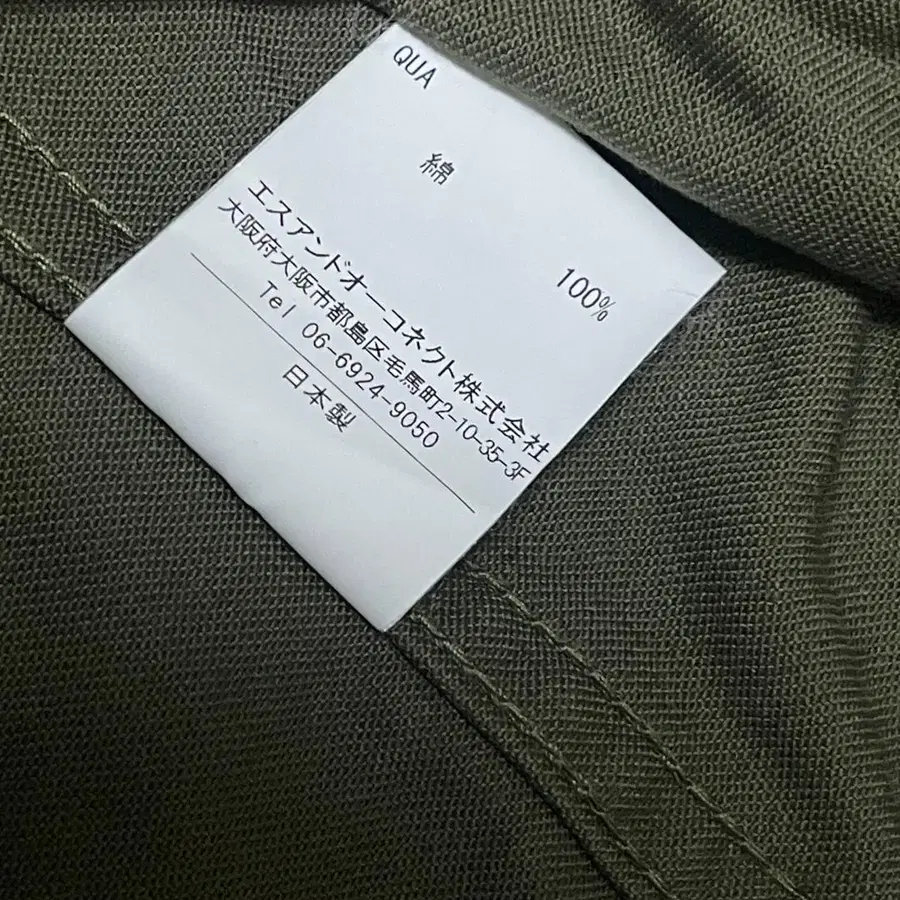 QUA
綿 100%
エスアンドオーコネクト株式会社
大阪府大阪市都島区毛馬町2-10-35-3F
Tel 06-6924-9050
日本製